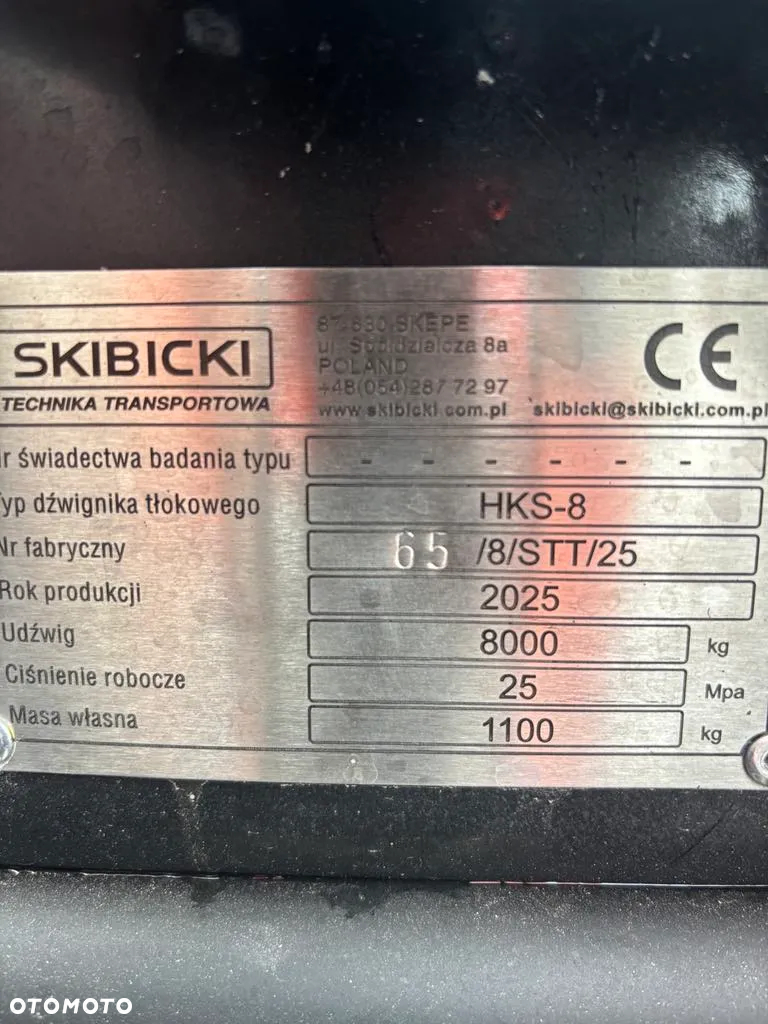 SKIBICKI
TECHNIKA TRANSPORTOWA
87-630 SKĘPE
ul. Spółdzielcza 8a
POLAND
+48(054)287 72 97
www.skibicki.com.pl
skibicki@skibicki.com.pl
CE
r świadectwa badania typu - - - - - -
yp dźwignika tłokowego HKS-8
Nr fabryczny 65 /8/STT/25
Rok produkcji 2025
Udźwig 8000 kg
Ciśnienie robocze 25 Mpa
Masa własna 1100 kg
OTOMOTO